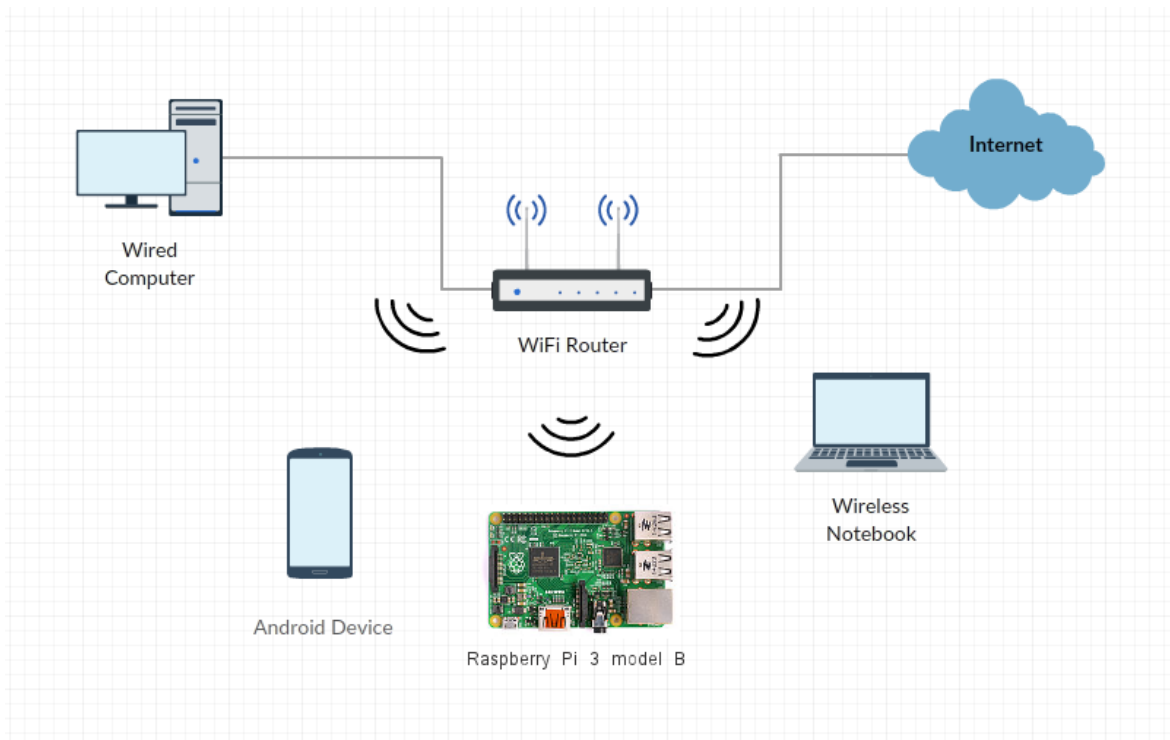 Internet
Wired
Computer
WiFi Router
Wireless
Notebook
Android Device
Raspberry Pi 3 model B